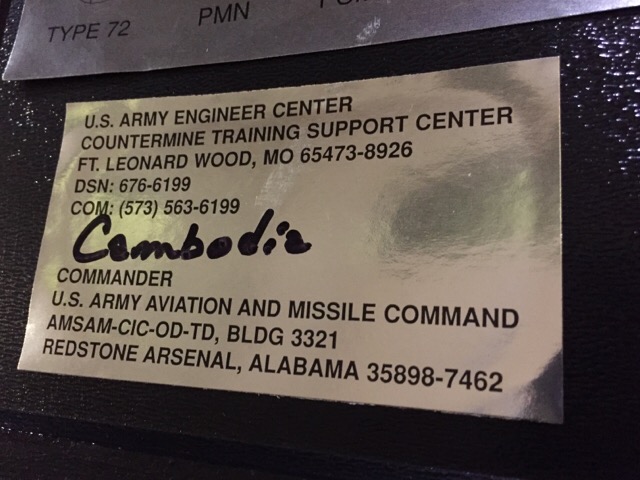 TYPE 72 PMN
U.S. ARMY ENGINEER CENTER
COUNTERMINE TRAINING SUPPORT CENTER
FT. LEONARD WOOD, MO 65473-8926
DSN: 676-6199
COM: (573) 563-6199
Cambodia
COMMANDER
U.S. ARMY AVIATION AND MISSILE COMMAND
AMSAM-CIC-OD-TD, BLDG 3321
REDSTONE ARSENAL, ALABAMA 35898-7462